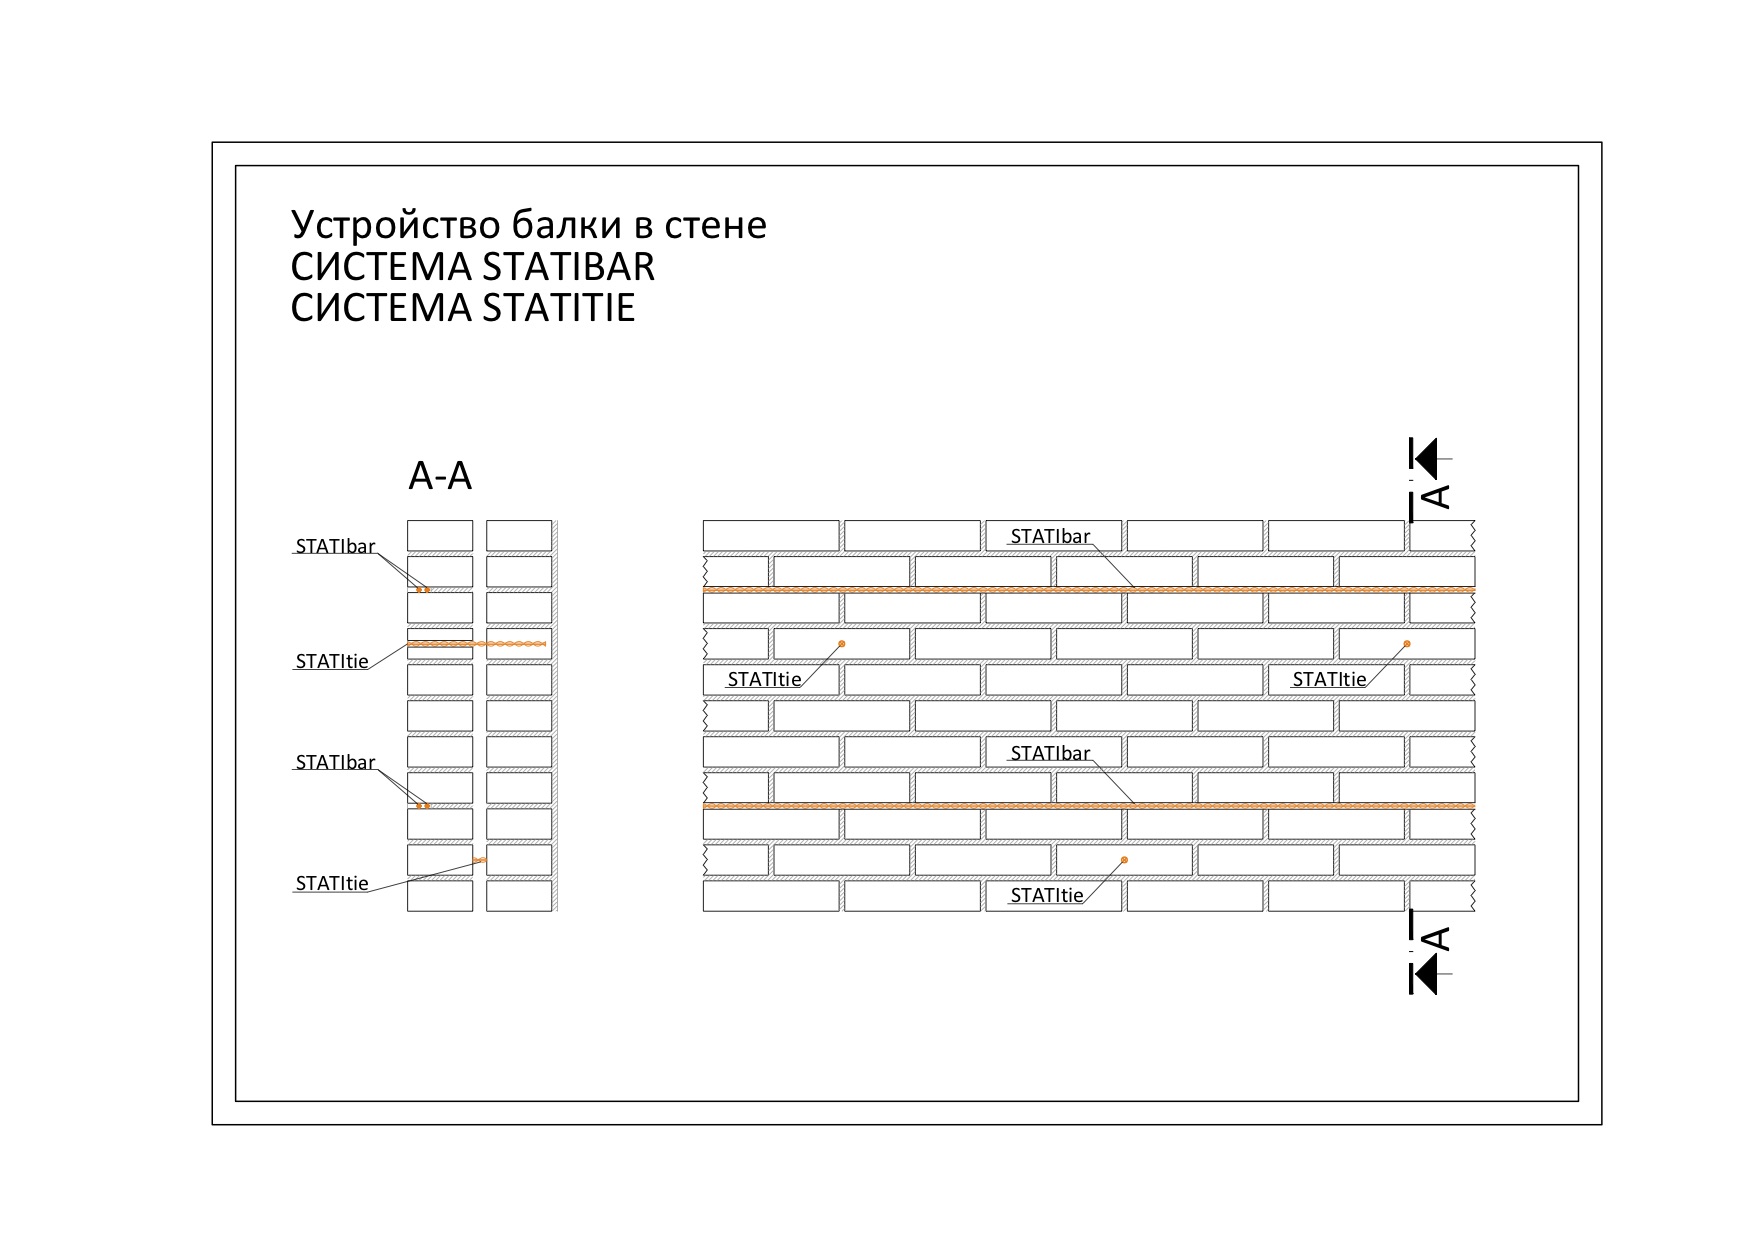 Устройство балки в стене
СИСТЕМА STATIBAR
СИСТЕМА STATITIE
A-A
STATIbar
STATItie
STATIbar
STATItie
A
STATIbar
STATItie
STATItie
STATIbar
STATItie
A